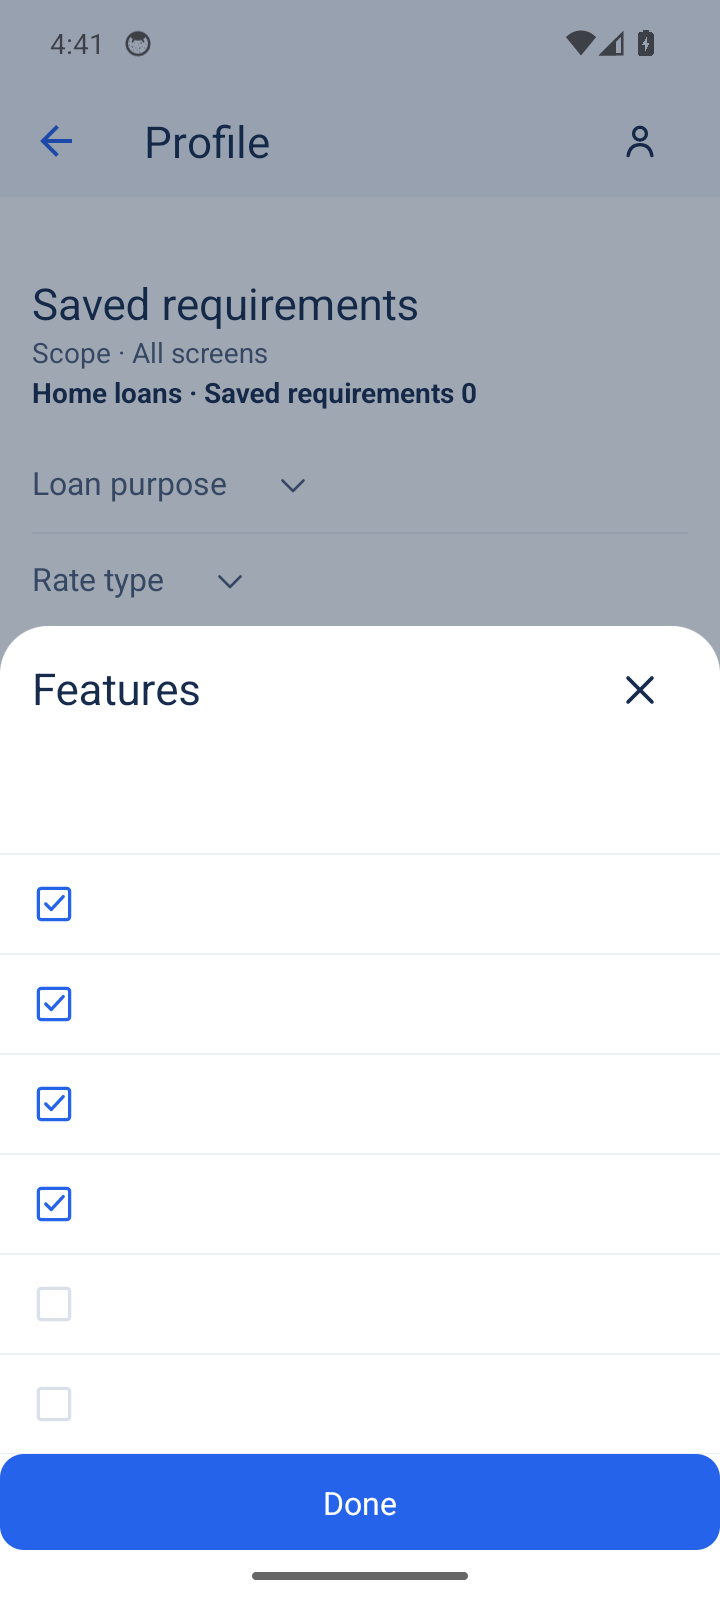 4:41
Profile
Saved requirements
Scope · All screens
Home loans · Saved requirements 0
Loan purpose
Rate type
Features
Done